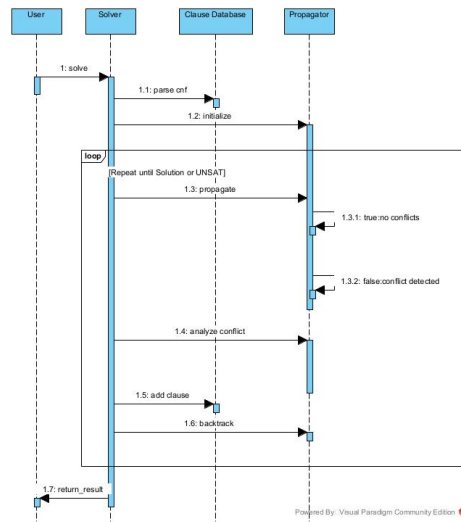 User Solver Clause Database Propagator
1: solve
1.1: parse cnf
1.2: initialize
loop
[Repeat until Solution or UNSAT]
1.3: propagate
1.3.1: true:no conflicts
1.3.2: false:conflict detected
1.4: analyze conflict
1.5: add clause
1.6: backtrack
1.7: return_result
Powered By: Visual Paradigm Community Edition